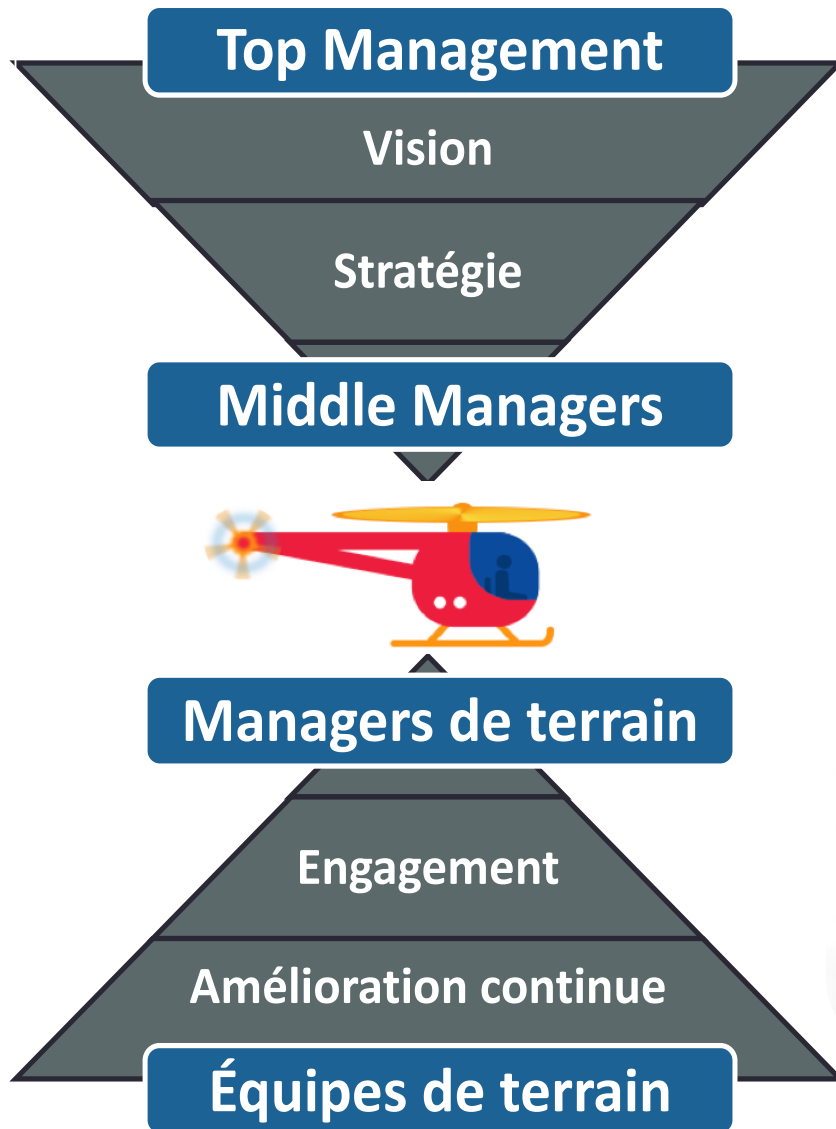 Top Management
Vision
Stratégie
Middle Managers
Managers de terrain
Engagement
Amélioration continue
Équipes de terrain